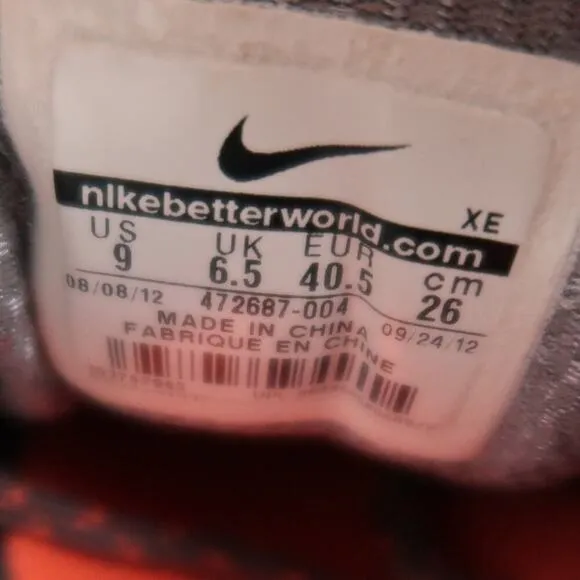 XE
nikebetterworld.com
US UK EUR cm
9 6.5 40.5 26
08/08/12 472687-004 09/24/12
MADE IN CHINA
FABRIQUE EN CHINE